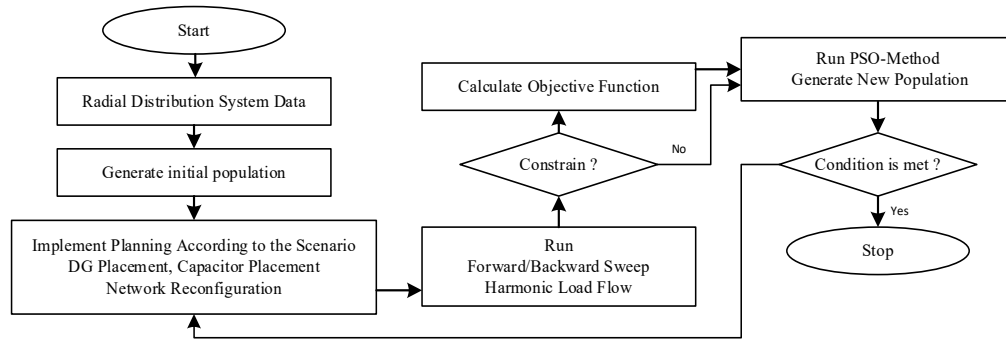 Start
Radial Distribution System Data
Generate initial population
Implement Planning According to the Scenario
DG Placement, Capacitor Placement
Network Reconfiguration
Run
Forward/Backward Sweep
Harmonic Load Flow
Constrain ?
No
Calculate Objective Function
Run PSO-Method
Generate New Population
Condition is met ?
Yes
Stop